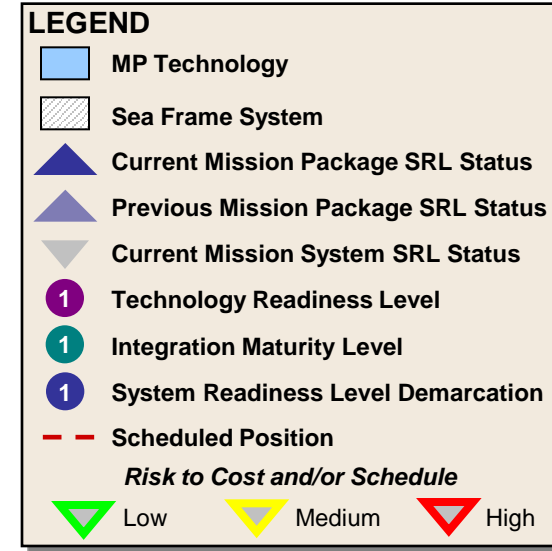 LEGEND
MP Technology
Sea Frame System
Current Mission Package SRL Status
Previous Mission Package SRL Status
Current Mission System SRL Status
1 Technology Readiness Level
1 Integration Maturity Level
1 System Readiness Level Demarcation
Scheduled Position
Risk to Cost and/or Schedule
Low Medium High